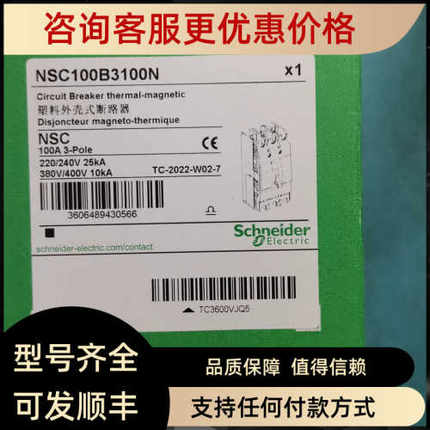 咨询客服更优惠价格
NSC100B3100N x1
Circuit Breaker thermal-magnetic
塑料外壳式断路器
Disjoncteur magneto-thermique
NSC
100A 3-Pole
220/240V 25kA
380V/400V 10kA
TC-2022-W02-7
3606489430566
schneider-electric.com/contact
Schneider
Electric
TC3600VJQ5
型号齐全
可发顺丰
品质保障 值得信赖
支持任何付款方式